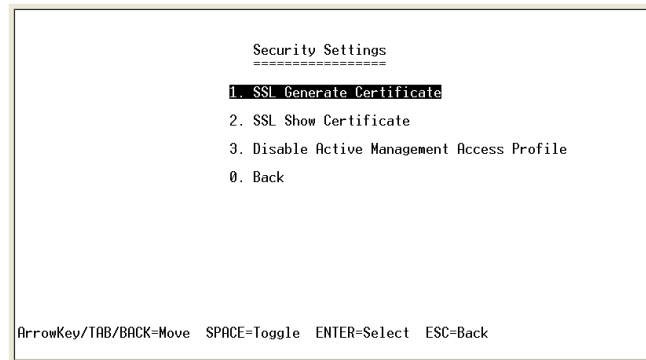 Security Settings
=================
1. SSL Generate Certificate
2. SSL Show Certificate
3. Disable Active Management Access Profile
0. Back
ArrowKey/TAB/BACK=Move  SPACE=Toggle  ENTER=Select  ESC=Back